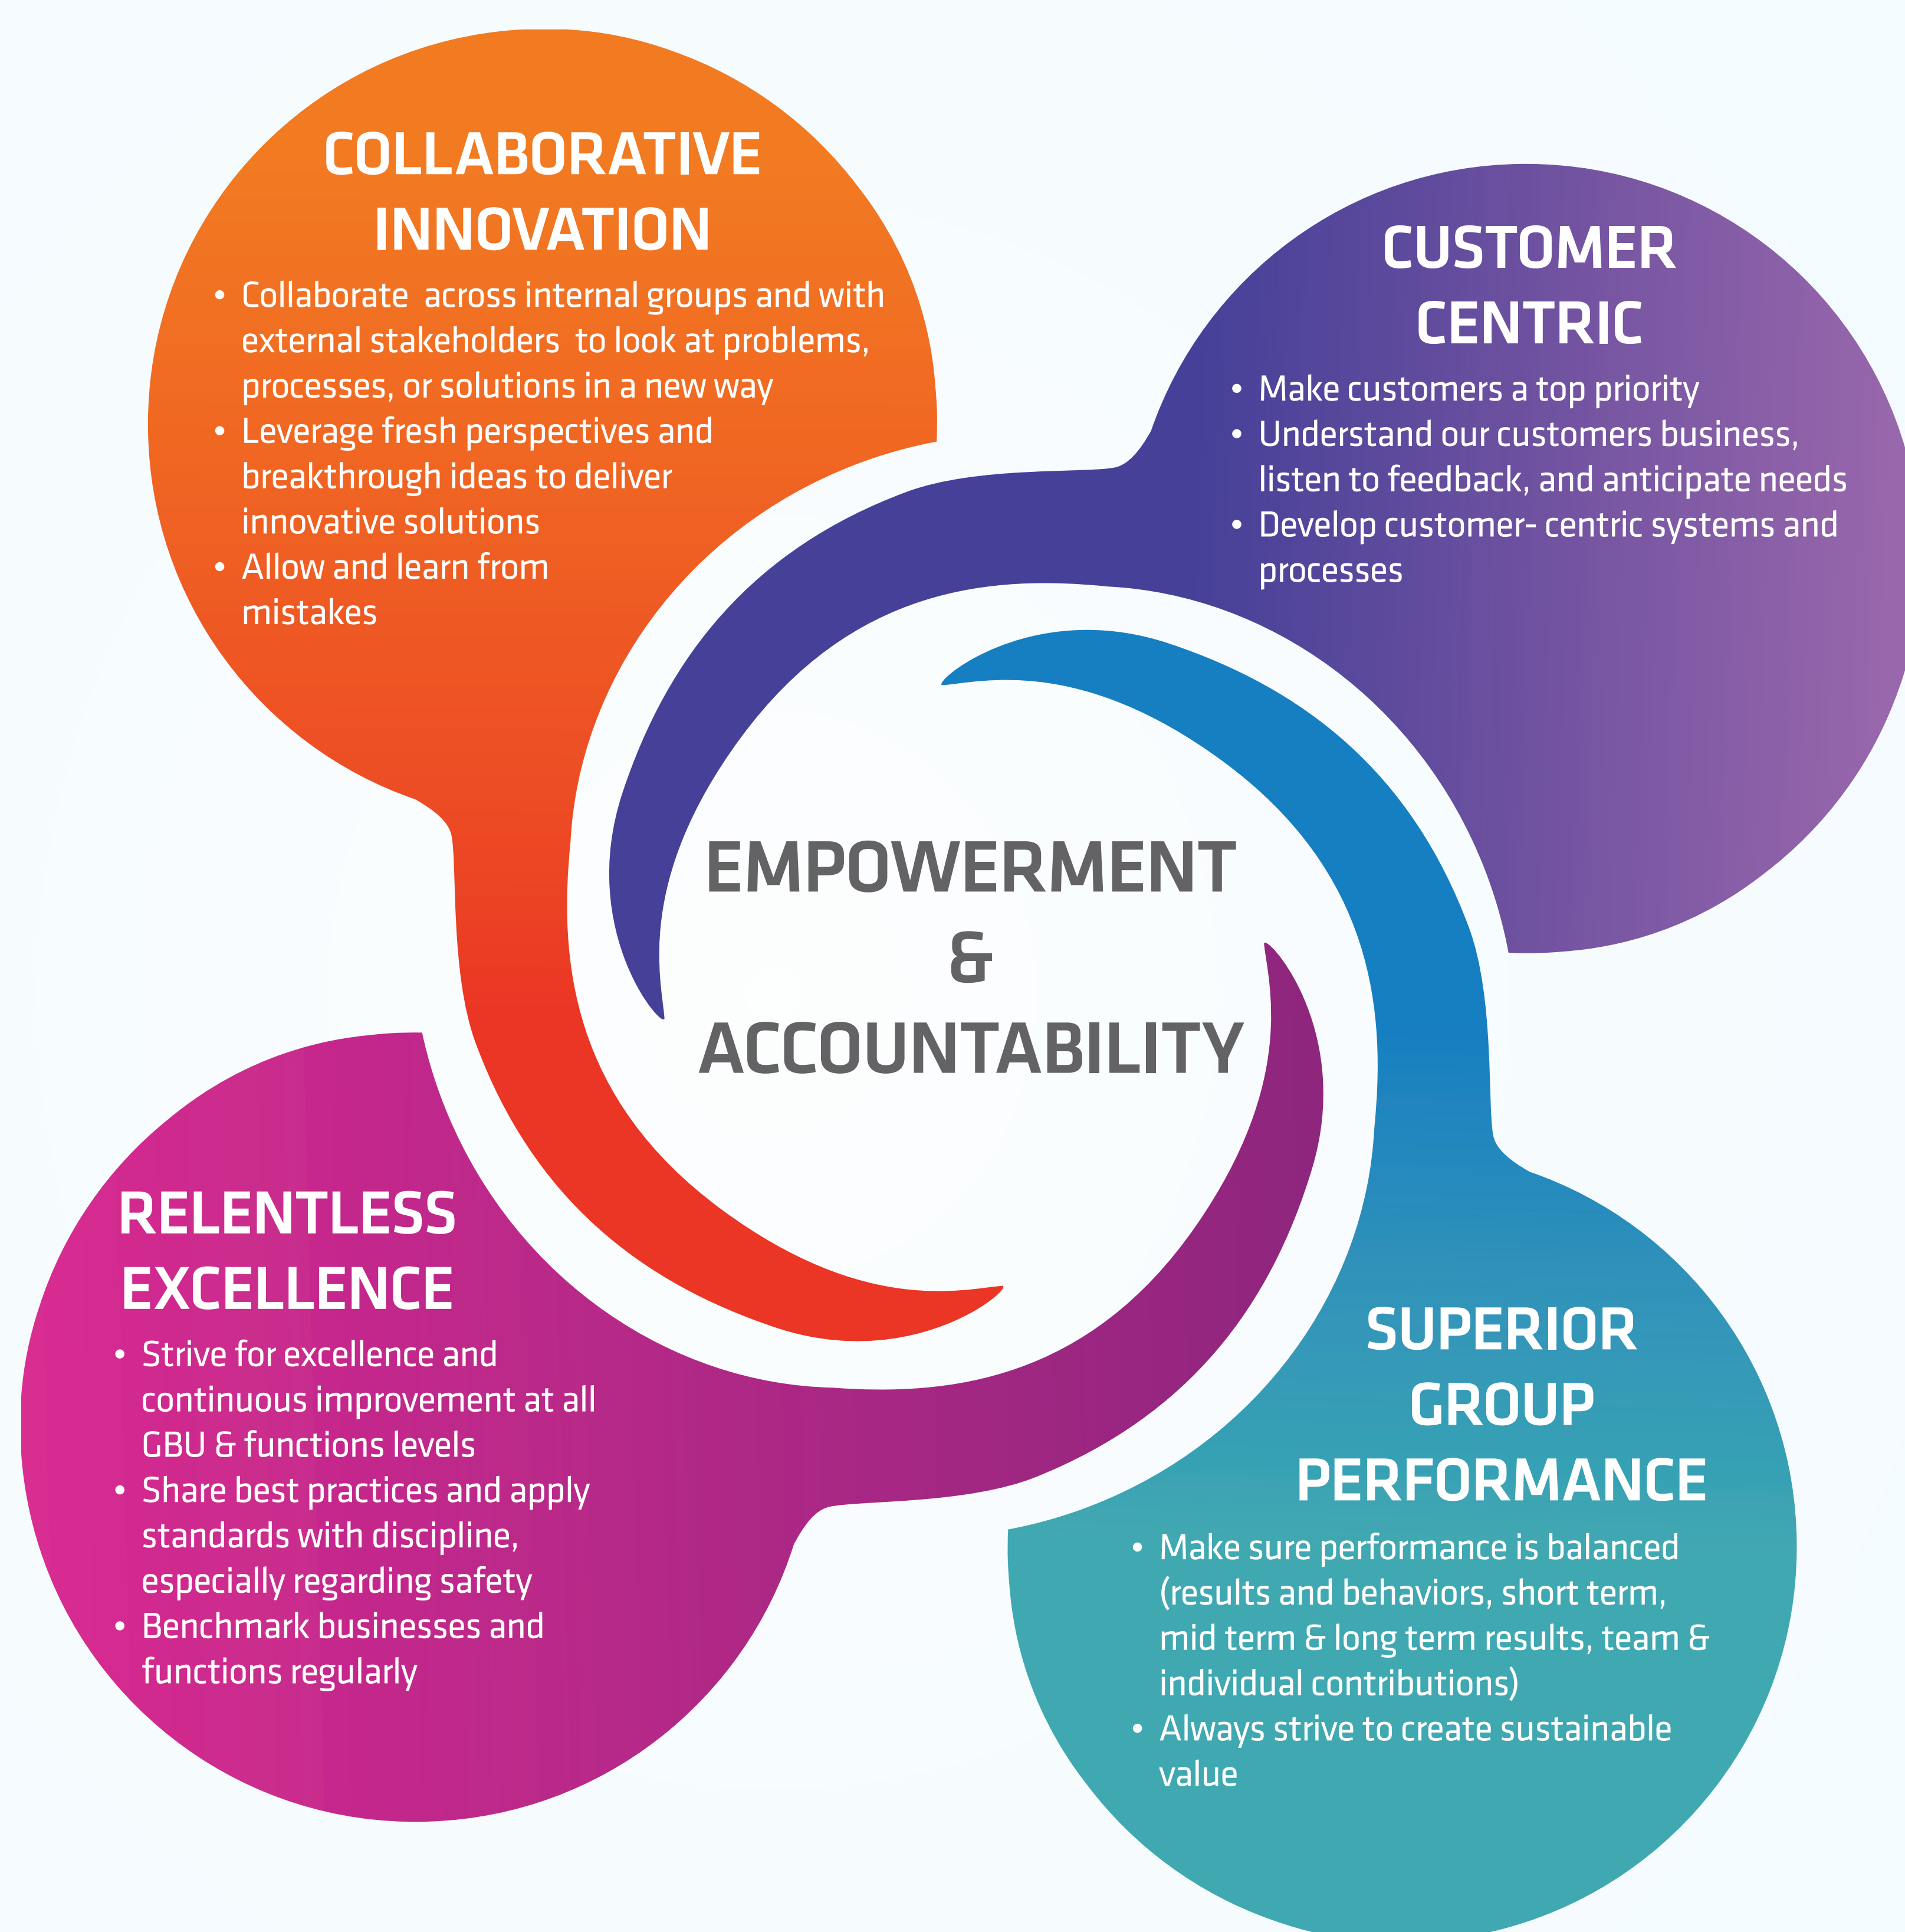 COLLABORATIVE
INNOVATION
• Collaborate across internal groups and with
external stakeholders to look at problems,
processes, or solutions in a new way
• Leverage fresh perspectives and
breakthrough ideas to deliver
innovative solutions
• Allow and learn from
mistakes
CUSTOMER
CENTRIC
• Make customers a top priority
• Understand our customers business,
listen to feedback, and anticipate needs
• Develop customer- centric systems and
processes
EMPOWERMENT
&
ACCOUNTABILITY
RELENTLESS
EXCELLENCE
• Strive for excellence and
continuous improvement at all
GBU & functions levels
• Share best practices and apply
standards with discipline,
especially regarding safety
• Benchmark businesses and
functions regularly
SUPERIOR
GROUP
PERFORMANCE
• Make sure performance is balanced
(results and behaviors, short term,
mid term & long term results, team &
individual contributions)
• Always strive to create sustainable
value